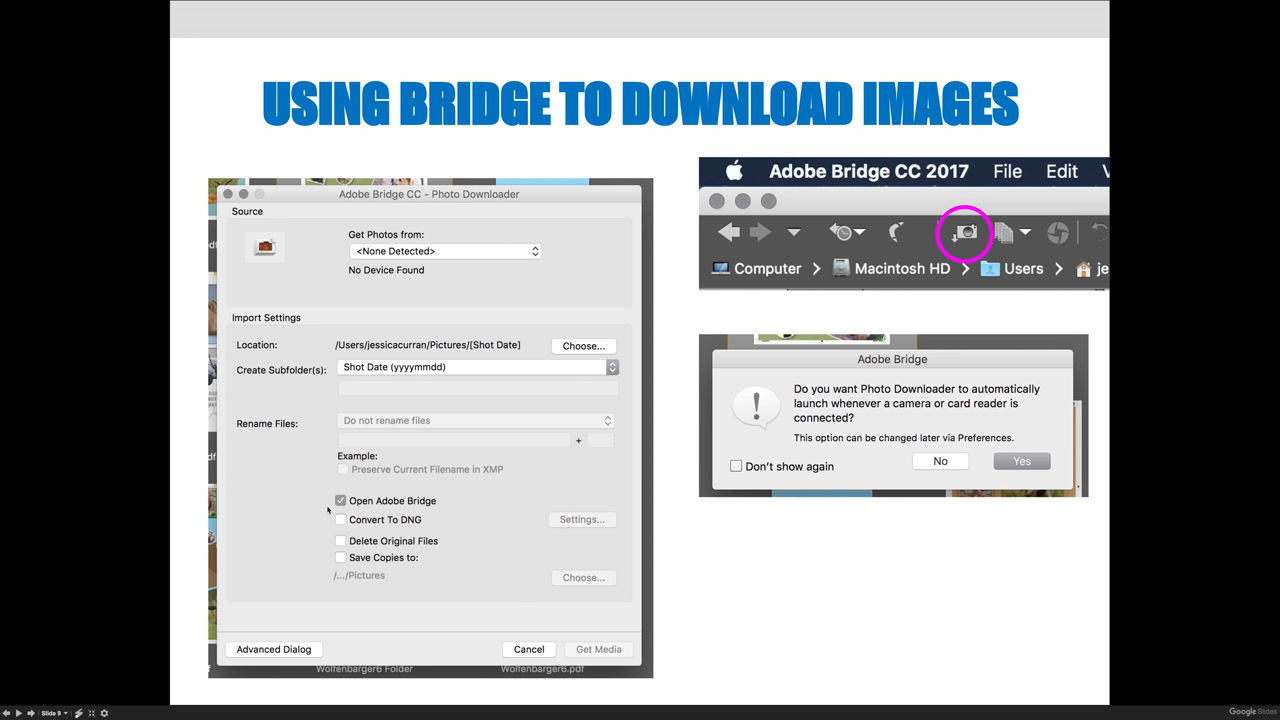 USING BRIDGE TO DOWNLOAD IMAGES
Adobe Bridge CC - Photo Downloader
Source
Get Photos from:
<None Detected>
No Device Found
Import Settings
Location: /Users/jessicacurran/Pictures/[Shot Date] Choose...
Create Subfolder(s): Shot Date (yyyymmdd)
Rename Files: Do not rename files
+
Example:
Preserve Current Filename in XMP
Open Adobe Bridge
Convert To DNG Settings...
Delete Original Files
Save Copies to:
/.../Pictures Choose...
Advanced Dialog Cancel Get Media
Wolfenbarger6 Folder Wolfenbarger6.pdf
Adobe Bridge CC 2017 File Edit
Computer Macintosh HD Users je
Adobe Bridge
Do you want Photo Downloader to automatically
launch whenever a camera or card reader is
connected?
This option can be changed later via Preferences.
Don't show again No Yes
Slide 9
Google Slides